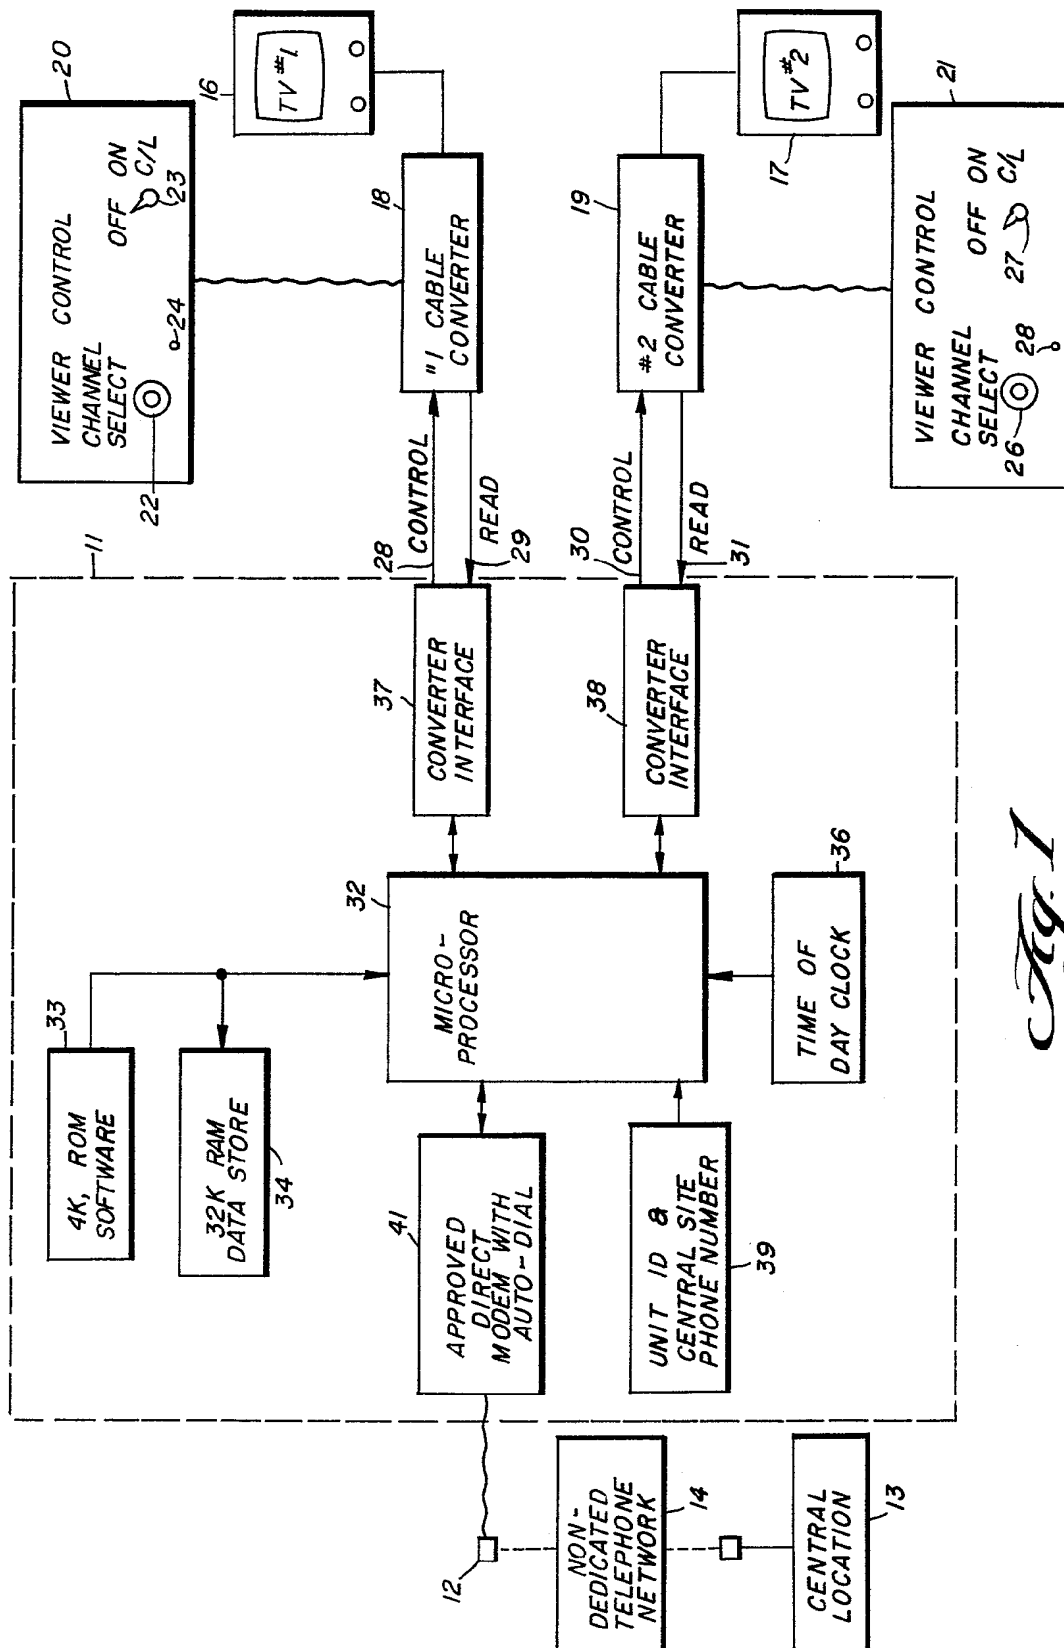 NON-
DEDICATED
TELEPHONE
NETWORK
14
CENTRAL
LOCATION
13
12
APPROVED
DIRECT
MODEM WITH
AUTO-DIAL
41
UNIT ID &
CENTRAL SITE
PHONE NUMBER
39
4K, ROM
SOFTWARE
33
32K RAM
DATA STORE
34
MICRO-
PROCESSOR
32
TIME OF
DAY CLOCK
36
CONVERTER
INTERFACE
37
CONVERTER
INTERFACE
38
11
28
CONTROL
READ
29
30
CONTROL
READ
31
"1 CABLE
CONVERTER
18
#2 CABLE
CONVERTER
19
VIEWER CONTROL
CHANNEL
SELECT
OFF ON
C/L
22
23
24
20
TV #1
16
TV #2
17
VIEWER CONTROL
CHANNEL
SELECT
OFF ON
C/L
26
27
28
21
Fig. 1